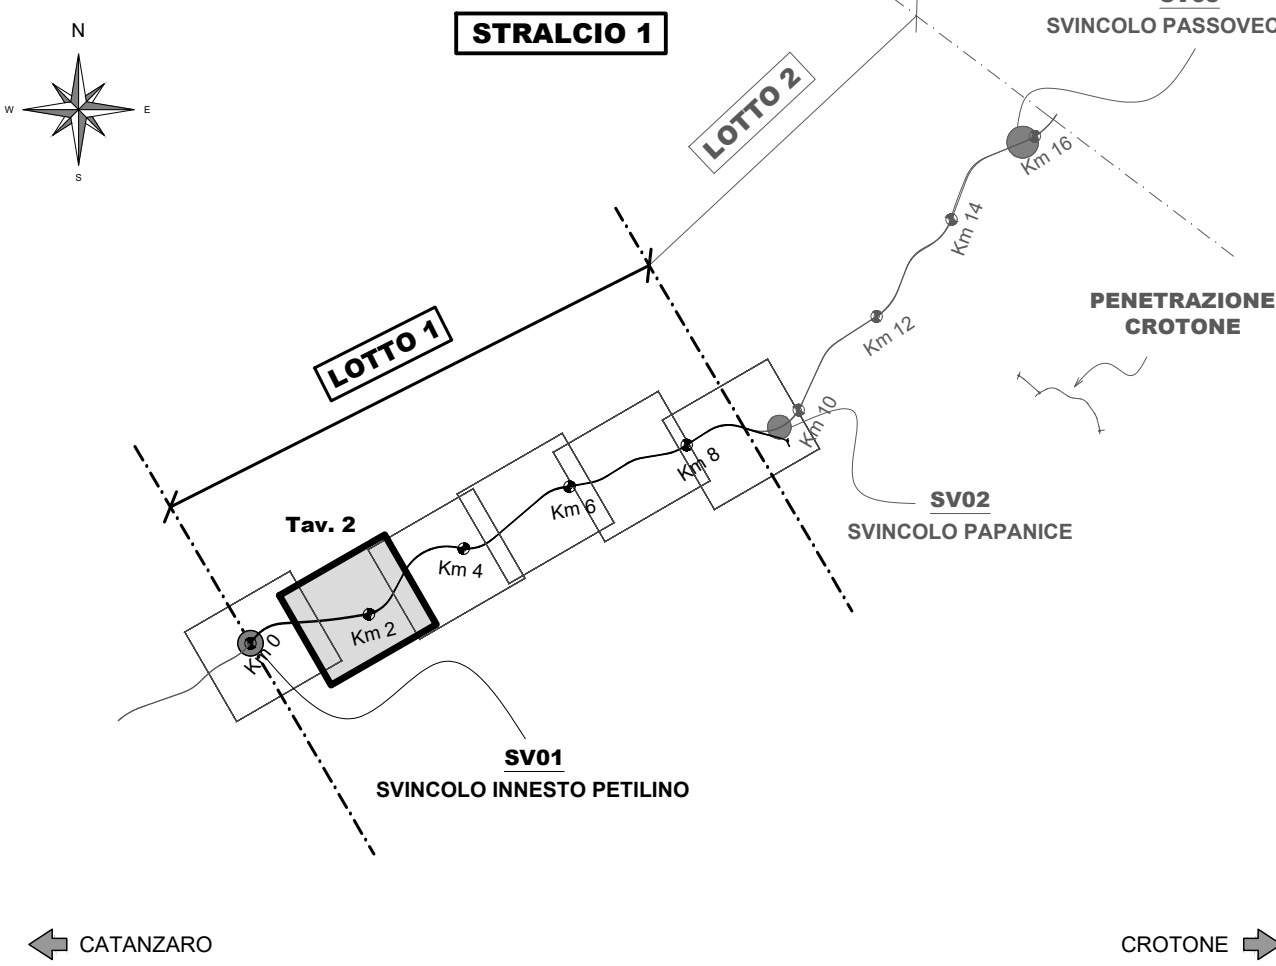 SVINCOLO PASSOVEC
STRALCIO 1
N
W
E
S
LOTTO 2
Km 16
Km 14
PENETRAZIONE
CROTONE
Km 12
LOTTO 1
Km 10
Km 8
SV02
SVINCOLO PAPANICE
Km 6
Tav. 2
Km 4
Km 2
Km 0
SV01
SVINCOLO INNESTO PETILINO
CATANZARO
CROTONE